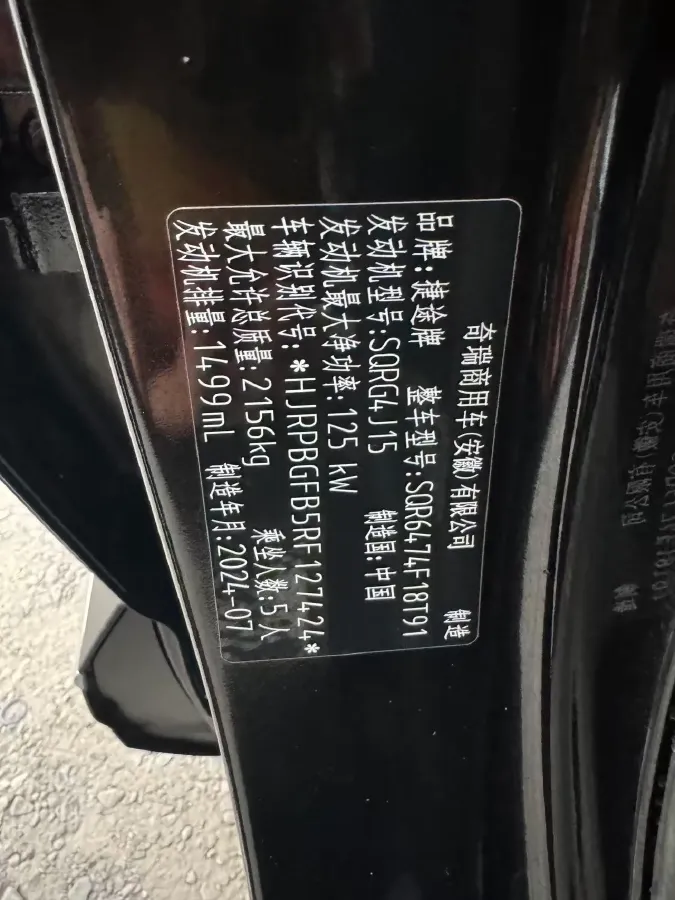 奇瑞商用车(安徽)有限公司 制造
品牌:捷途牌 整车型号:SQR6474F18T91
发动机型号:SQRG4J15 制造国:中国
发动机最大净功率:125 kW
车辆识别代号:*HJRPBGFB5RF127424*
最大允许总质量:2156kg 乘坐人数:5人
发动机排量:1499mL 制造年月:2024-07